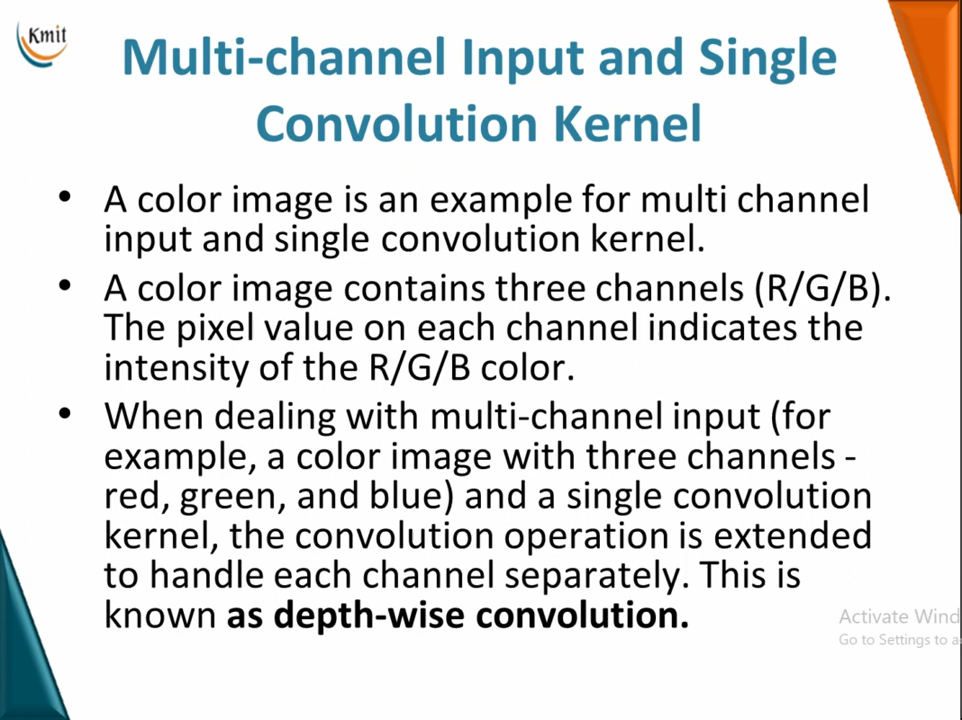 Kmit
Multi-channel Input and Single
Convolution Kernel
• A color image is an example for multi channel
input and single convolution kernel.
• A color image contains three channels (R/G/B).
The pixel value on each channel indicates the
intensity of the R/G/B color.
• When dealing with multi-channel input (for
example, a color image with three channels -
red, green, and blue) and a single convolution
kernel, the convolution operation is extended
to handle each channel separately. This is
known as depth-wise convolution.
Activate Wind
Go to Settings to a